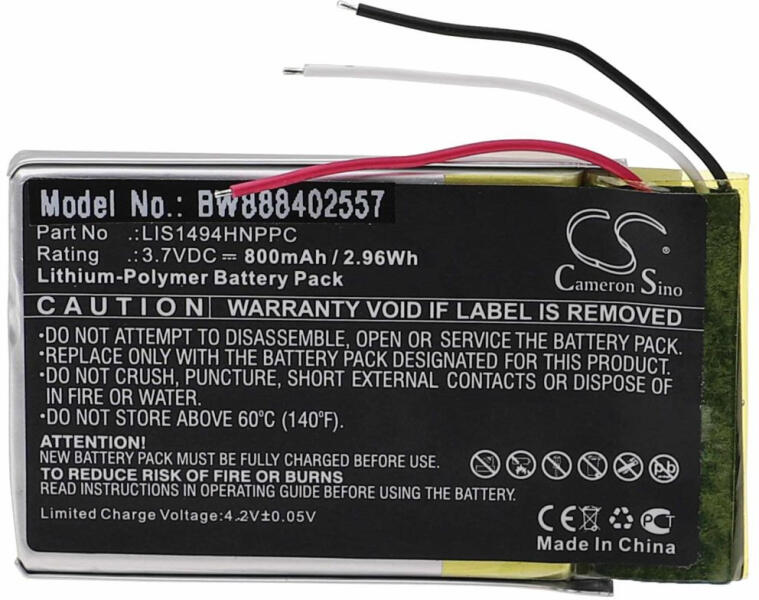 Model No.: BW888402557
Part No .:LIS1494HNPPC
Rating .:3.7VDC ⎓ 800mAh / 2.96Wh
Lithium-Polymer Battery Pack
CS
Cameron Sino
CAUTION WARRANTY VOID IF LABEL IS REMOVED
•DO NOT ATTEMPT TO DISASSEMBLE, OPEN OR SERVICE THE BATTERY PACK.
•REPLACE ONLY WITH THE BATTERY PACK DESIGNATED FOR THIS PRODUCT.
•DO NOT CRUSH, PUNCTURE, SHORT EXTERNAL CONTACTS OR DISPOSE OF
IN FIRE OR WATER.
•DO NOT STORE ABOVE 60°C (140°F).
ATTENTION!
NEW BATTERY PACK MUST BE FULLY CHARGED BEFORE USE.
TO REDUCE RISK OF FIRE OR BURNS
READ INSTRUCTIONS IN OPERATING GUIDE BEFORE USING THE BATTERY.
Pb
Limited Charge Voltage:4.2V±0.05V
CE PCT
Made In China